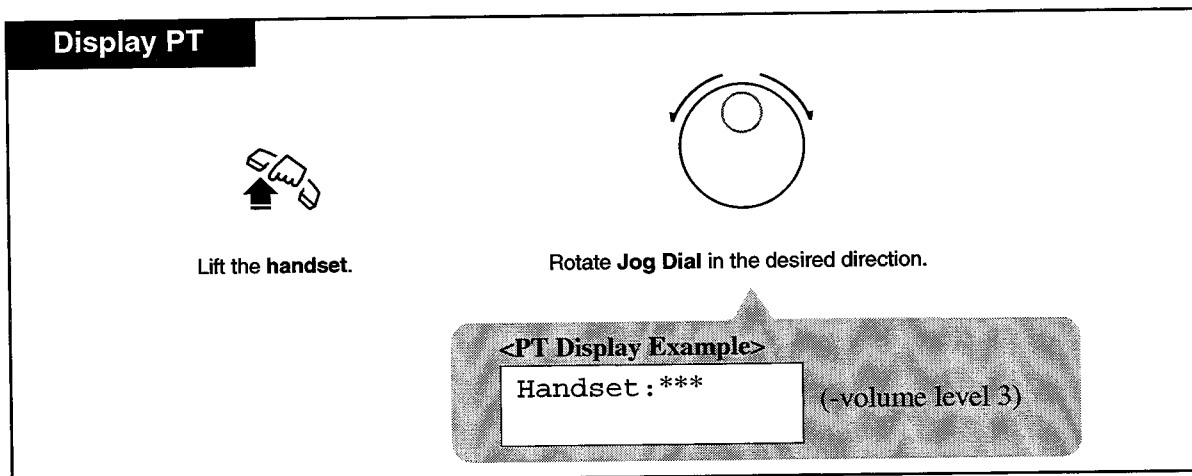 Display PT
Lift the handset.
Rotate Jog Dial in the desired direction.
<PT Display Example>
Handset:***
(-volume level 3)